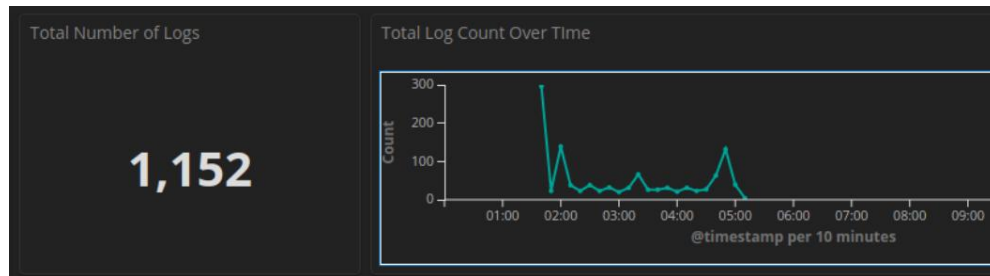 Total Number of Logs
1,152
Total Log Count Over TIme
300
200
100
0
Count
01:00 02:00 03:00 04:00 05:00 06:00 07:00 08:00 09:00
@timestamp per 10 minutes